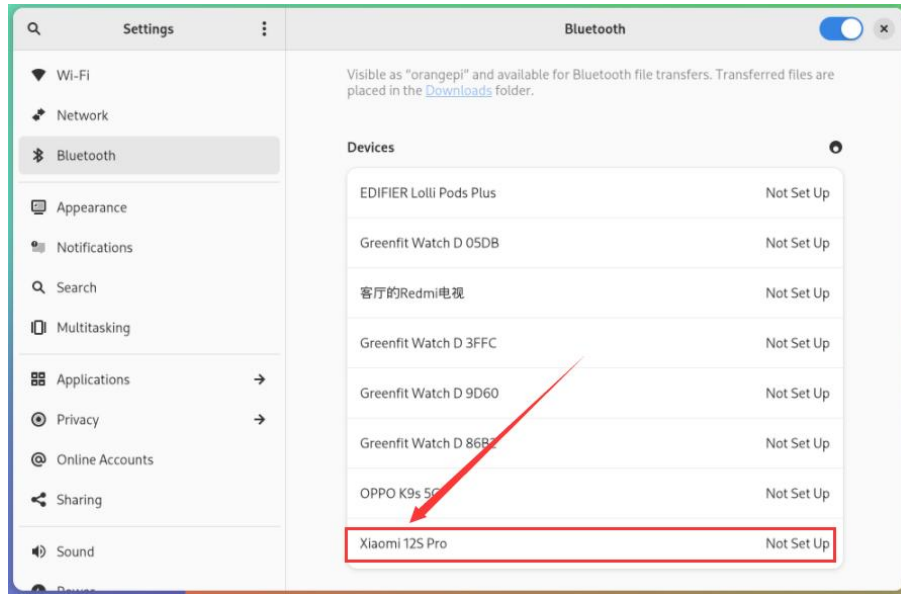 Settings
Bluetooth
Wi-Fi
Network
Bluetooth
Appearance
Notifications
Search
Multitasking
Applications
Privacy
Online Accounts
Sharing
Sound
Visible as "orangepi" and available for Bluetooth file transfers. Transferred files are
placed in the Downloads folder.
Devices
EDIFIER Lolli Pods Plus Not Set Up
Greenfit Watch D 05DB Not Set Up
客厅的Redmi电视 Not Set Up
Greenfit Watch D 3FFC Not Set Up
Greenfit Watch D 9D60 Not Set Up
Greenfit Watch D 86B2 Not Set Up
OPPO K9s 5G Not Set Up
Xiaomi 12S Pro Not Set Up